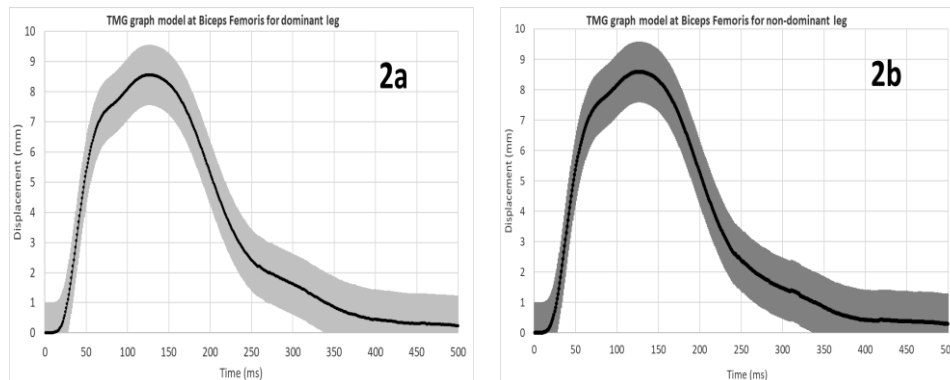 TMG graph model at Biceps Femoris for dominant leg
2a
10
9
8
7
6
5
4
3
2
1
0
Displacement (mm)
0 50 100 150 200 250 300 350 400 450 500
Time (ms)
TMG graph model at Biceps Femoris for non-dominant leg
2b
10
9
8
7
6
5
4
3
2
1
0
Displacement (mm)
0 50 100 150 200 250 300 350 400 450 500
Time (ms)